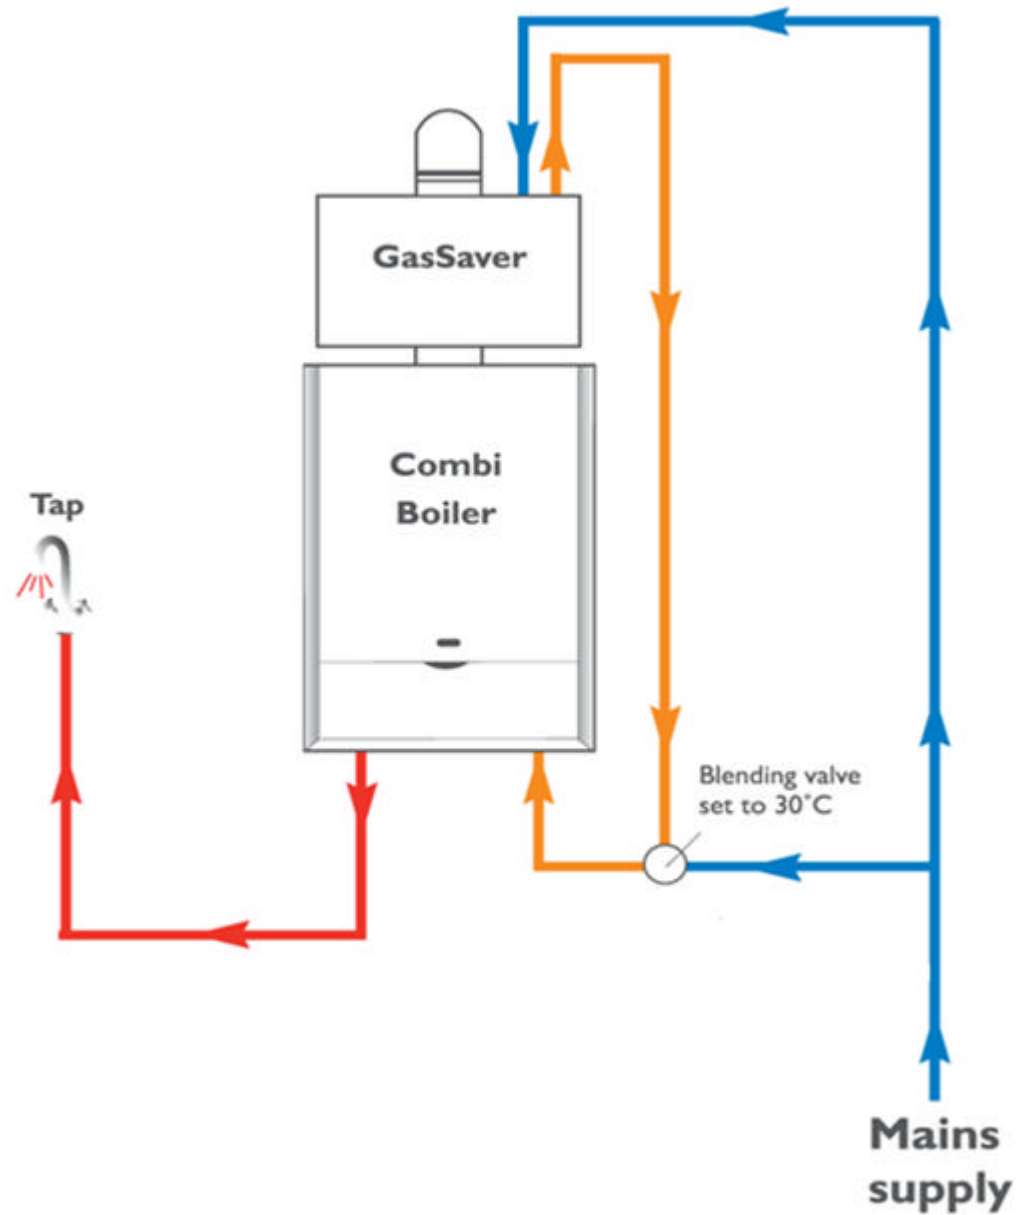 GasSaver
Combi
Boiler
Tap
Blending valve
set to 30°C
Mains
supply